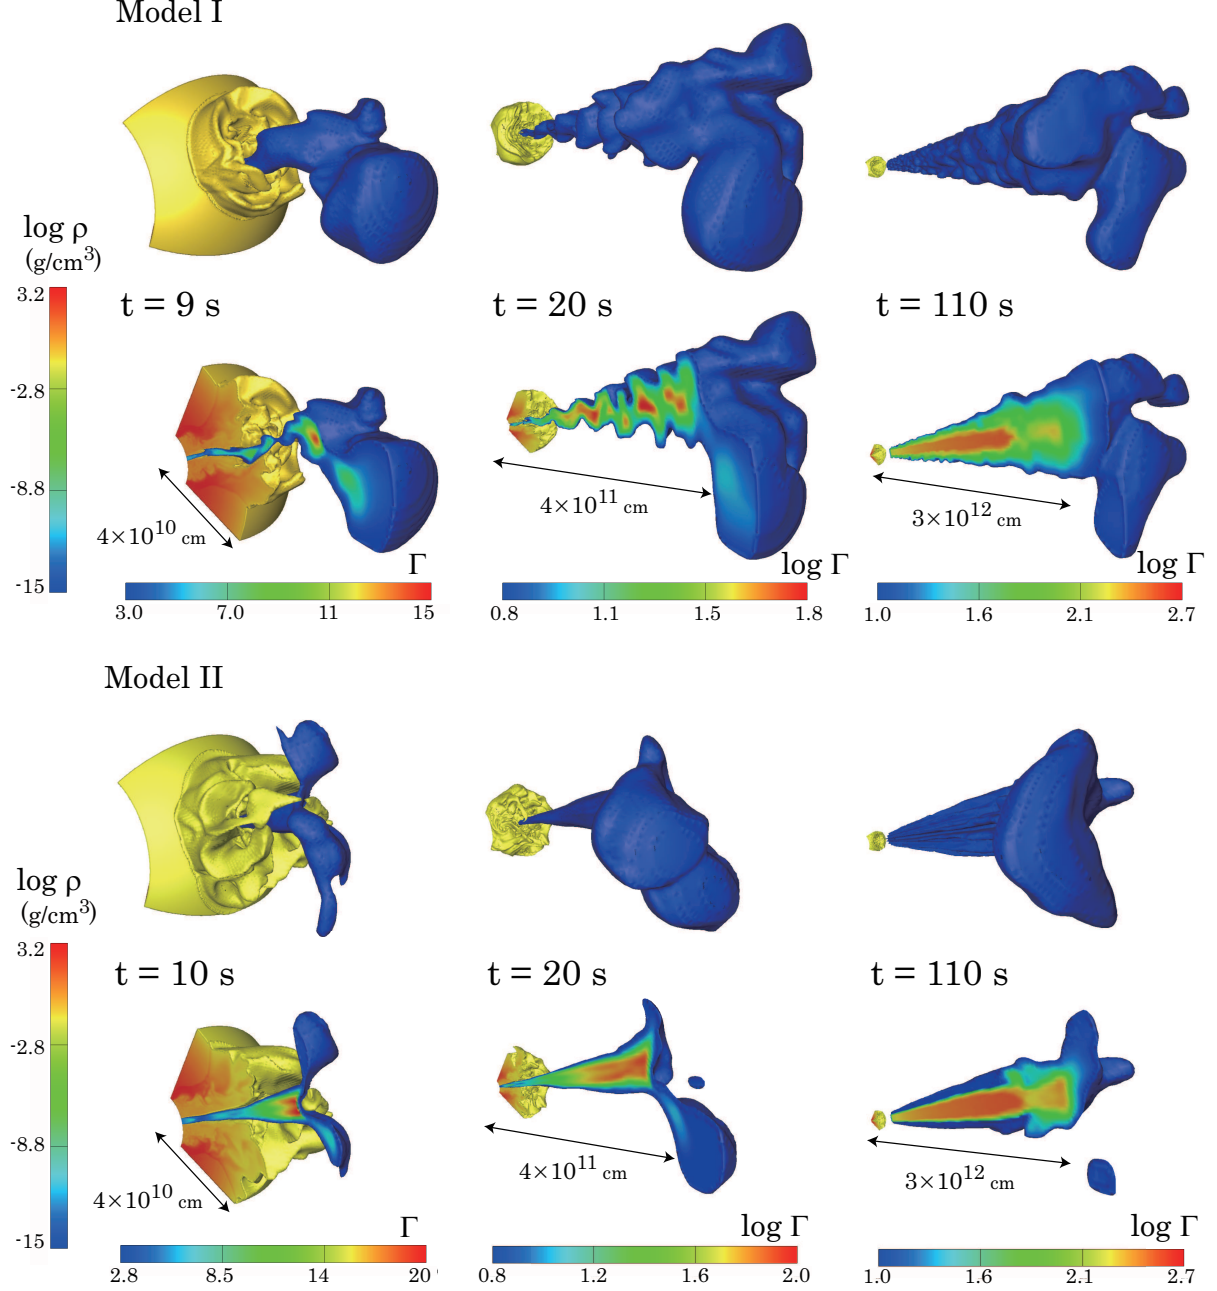 Model I
log ρ
(g/cm³)
3.2
-2.8
-8.8
-15
t = 9 s
t = 20 s
t = 110 s
4×10¹⁰ cm
4×10¹¹ cm
3×10¹² cm
Γ
3.0 7.0 11 15
log Γ
0.8 1.1 1.5 1.8
log Γ
1.0 1.6 2.1 2.7
Model II
log ρ
(g/cm³)
3.2
-2.8
-8.8
-15
t = 10 s
t = 20 s
t = 110 s
4×10¹⁰ cm
4×10¹¹ cm
3×10¹² cm
Γ
2.8 8.5 14 20
log Γ
0.8 1.2 1.6 2.0
log Γ
1.0 1.6 2.1 2.7